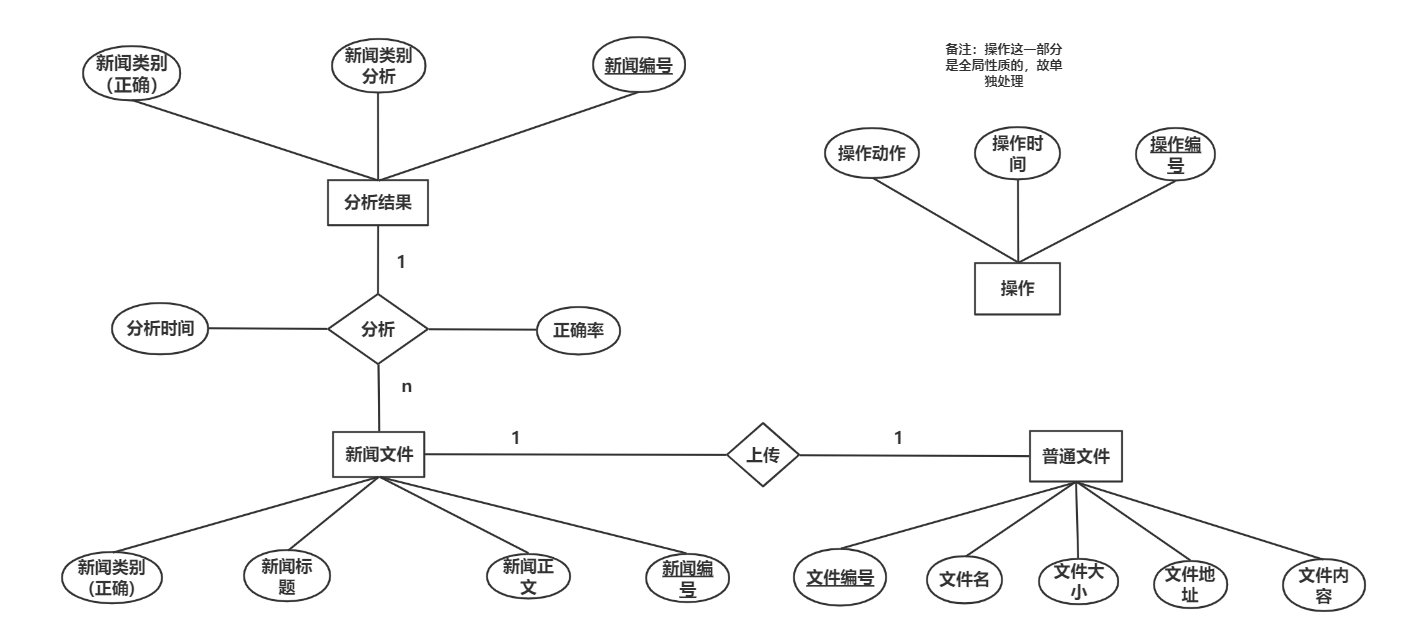 新闻类别
(正确)
新闻类别
分析
新闻编号
备注：操作这一部分
是全局性质的，故单
独处理
操作动作
操作时
间
操作编
号
分析结果
操作
1
分析时间
分析
正确率
n
新闻文件
1
上传
1
普通文件
新闻类别
(正确)
新闻标
题
新闻正
文
新闻编
号
文件编号
文件名
文件大
小
文件地
址
文件内
容